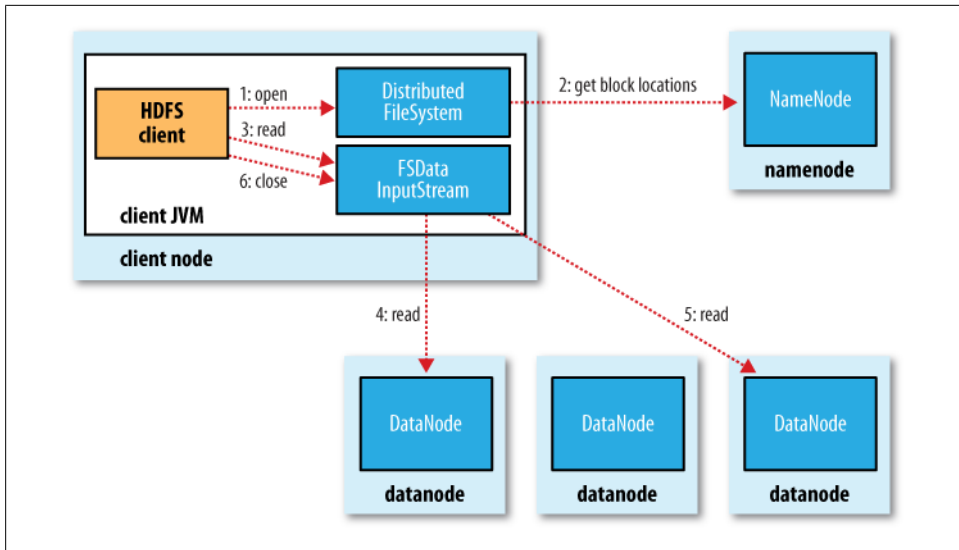 HDFS
client
1: open
3: read
6: close
Distributed
FileSystem
FSData
InputStream
client JVM
client node
2: get block locations
NameNode
namenode
4: read
5: read
DataNode
datanode
DataNode
datanode
DataNode
datanode